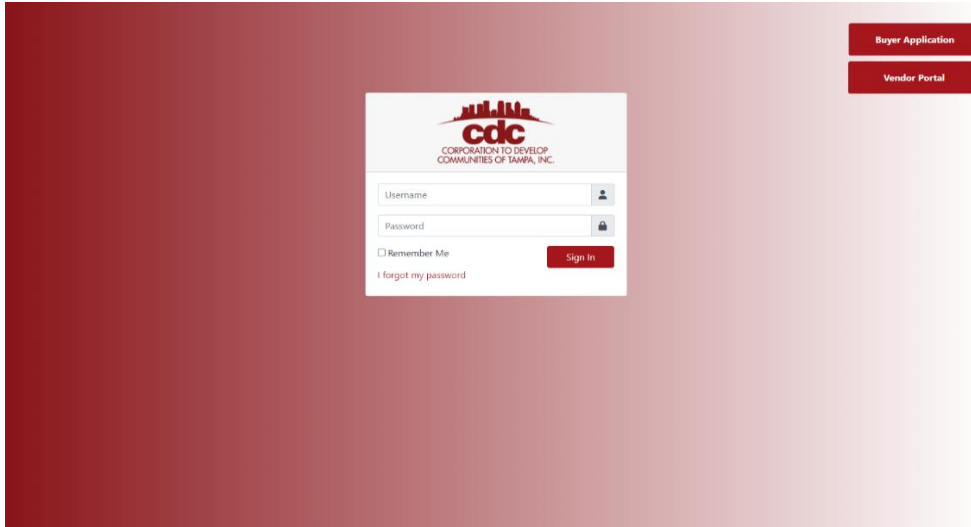 Buyer Application
Vendor Portal
cdc
CORPORATION TO DEVELOP
COMMUNITIES OF TAMPA, INC.
Username
Password
Remember Me
Sign In
I forgot my password